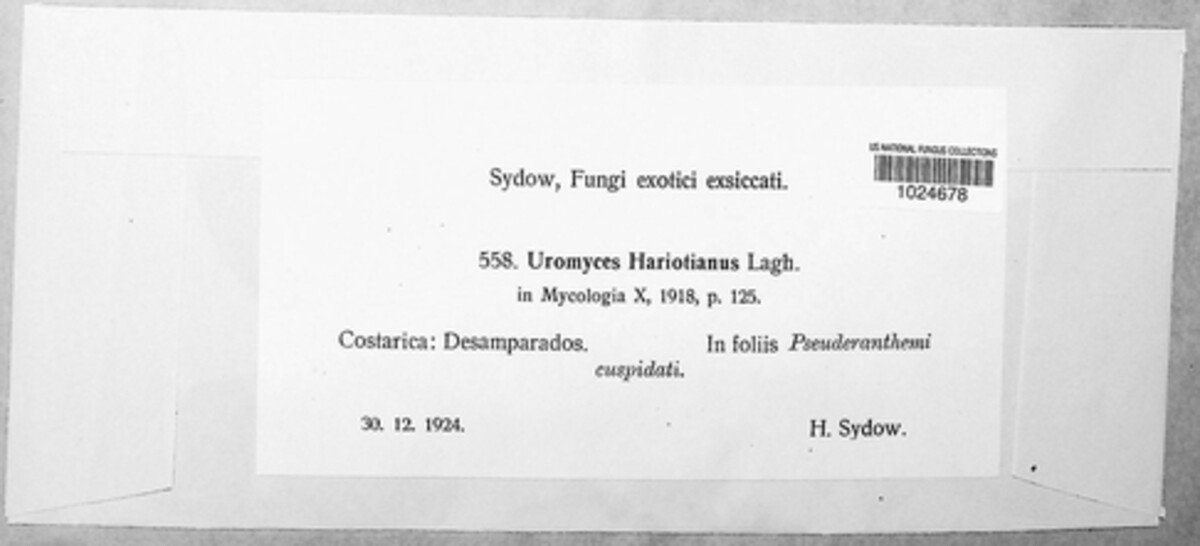 US NATIONAL FUNGUS COLLECTIONS
1024678
Sydow, Fungi exotici exsiccati.
558. Uromyces Hariotianus Lagh.
in Mycologia X, 1918, p. 125.
Costarica: Desamparados. In foliis Pseuderanthemi
cuspidati.
30. 12. 1924. H. Sydow.